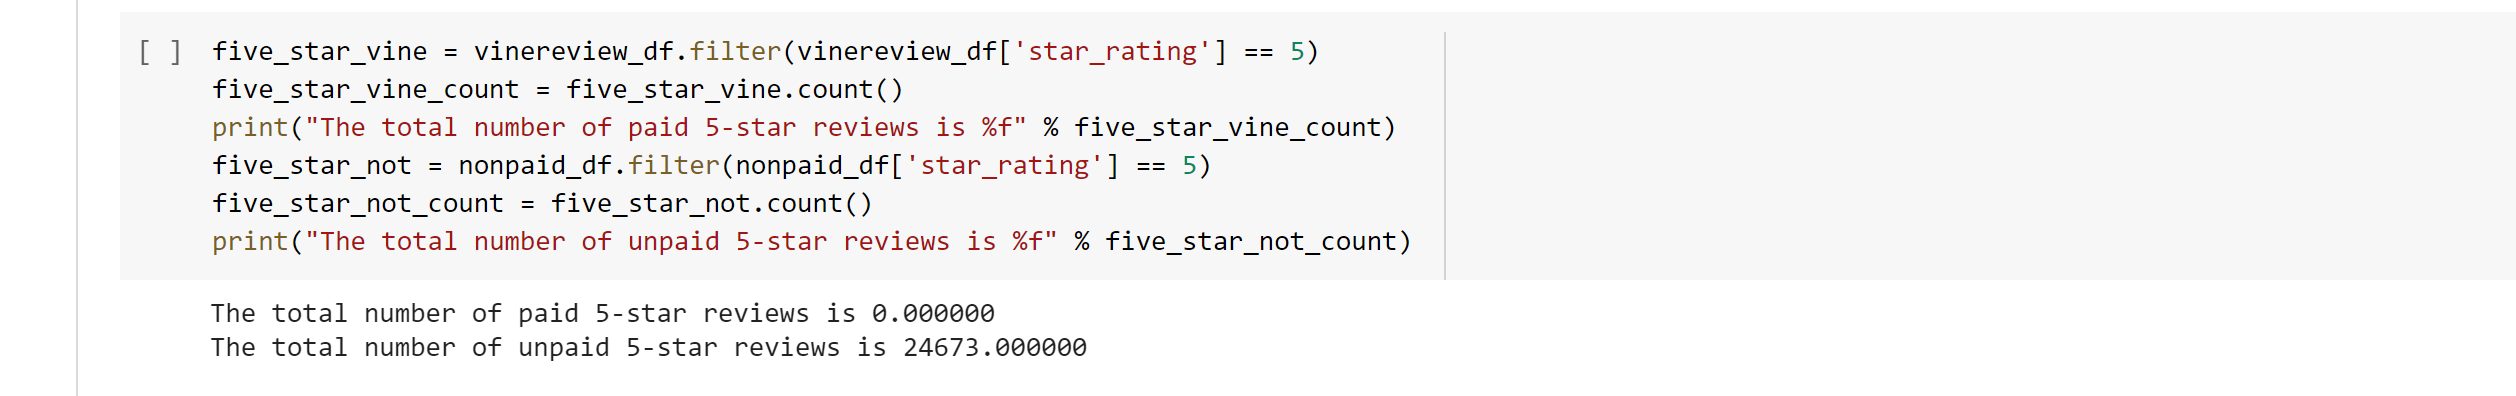 [ ] five_star_vine = vinereview_df.filter(vinereview_df['star_rating'] == 5)
five_star_vine_count = five_star_vine.count()
print("The total number of paid 5-star reviews is %f" % five_star_vine_count)
five_star_not = nonpaid_df.filter(nonpaid_df['star_rating'] == 5)
five_star_not_count = five_star_not.count()
print("The total number of unpaid 5-star reviews is %f" % five_star_not_count)
The total number of paid 5-star reviews is 0.000000
The total number of unpaid 5-star reviews is 24673.000000